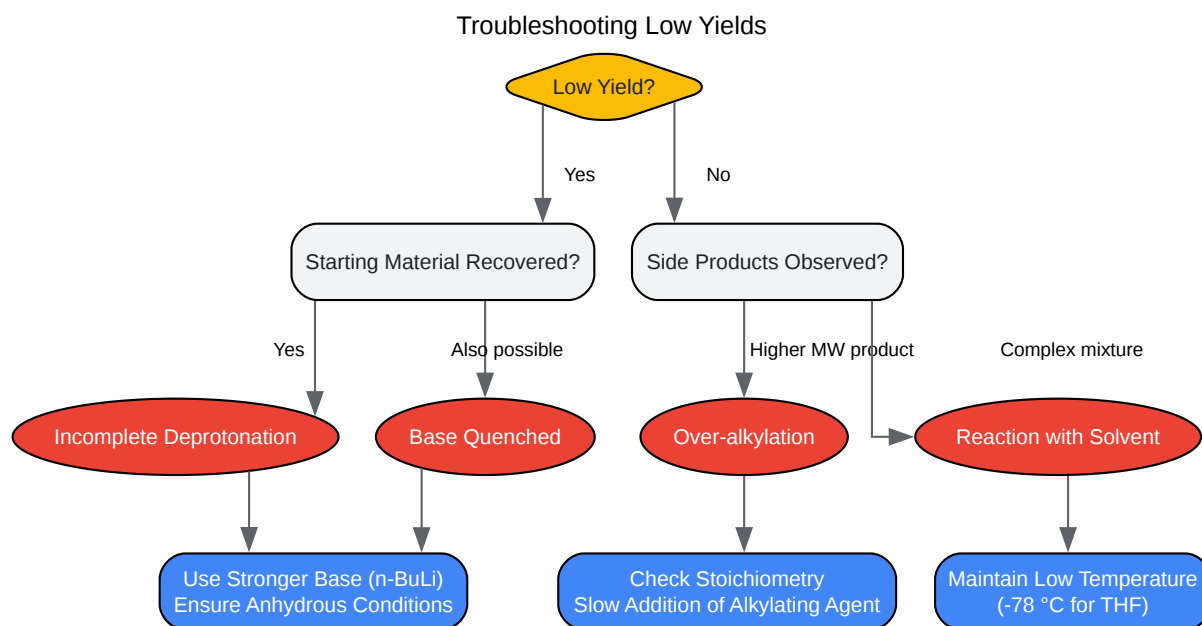 Troubleshooting Low Yields
Low Yield?
Yes
No
Starting Material Recovered?
Side Products Observed?
Yes
Also possible
Higher MW product
Complex mixture
Incomplete Deprotonation
Base Quenched
Over-alkylation
Reaction with Solvent
Use Stronger Base (n-BuLi)
Ensure Anhydrous Conditions
Check Stoichiometry
Slow Addition of Alkylating Agent
Maintain Low Temperature
(-78 °C for THF)